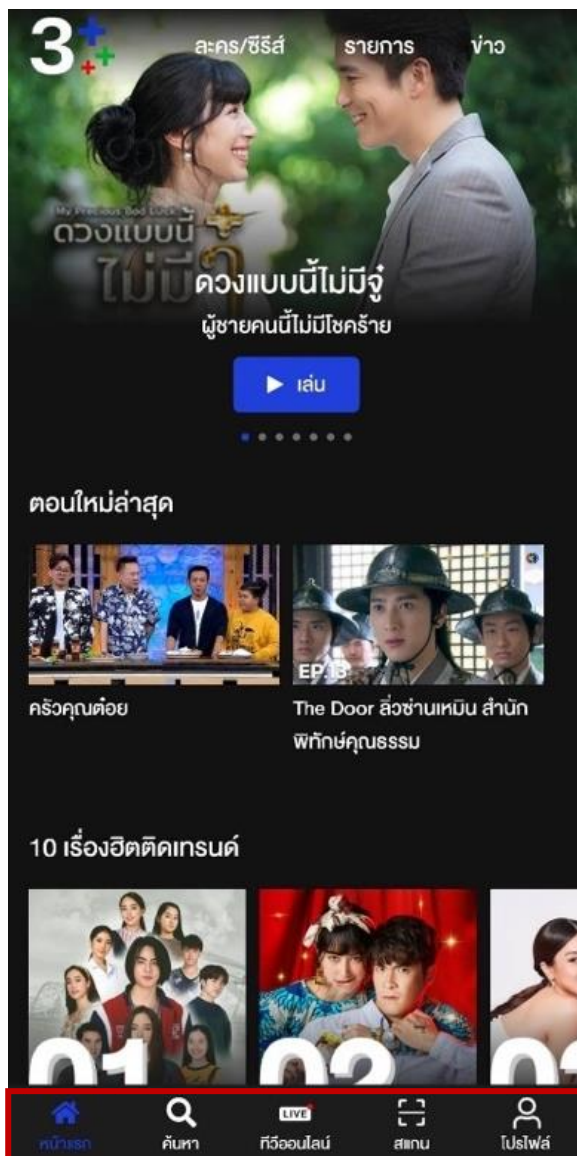 3
ละคร/ซีรีส์ รายการ ข่าว
My Precious Bad Luck
ดวงแบบนี้
ไม่มีจู๋
ดวงแบบนี้ไม่มีจู๋
ผู้ชายคนนี้ไม่มีโชคร้าย
เล่น
ตอนใหม่ล่าสุด
EP.13
ครัวคุณต๋อย
The Door ลิ่วซ่านเหมิน สำนัก
พิทักษ์คุณธรรม
10 เรื่องฮิตติดเทรนด์
01 02 03
LIVE
หน้าแรก ค้นหา ทีวีออนไลน์ สแกน โปรไฟล์